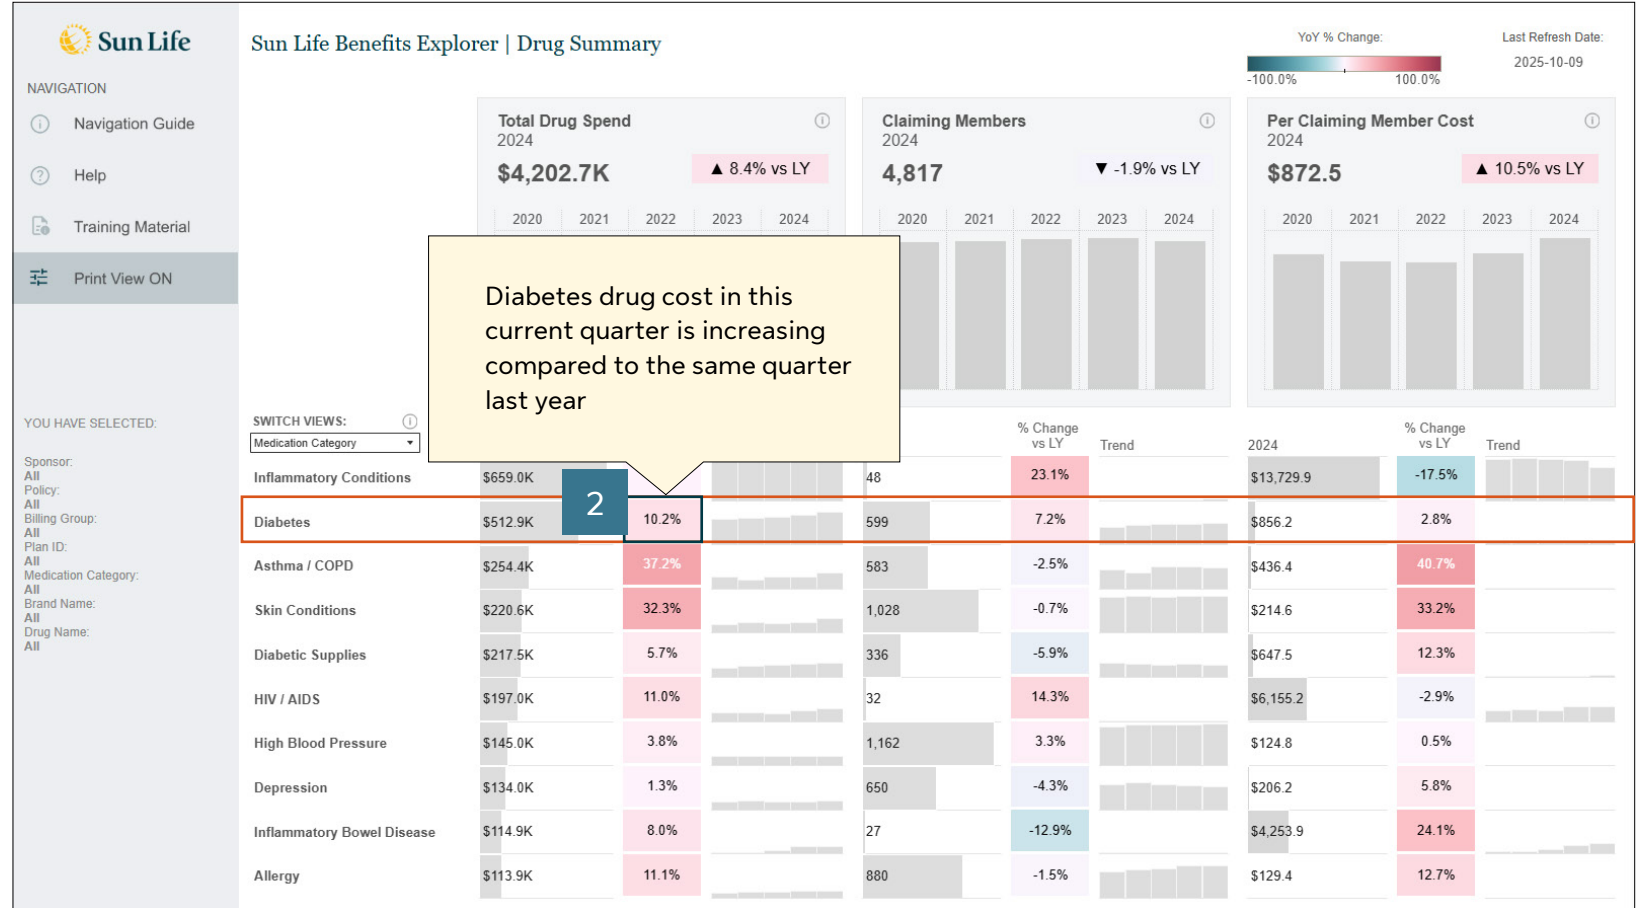 Sun Life
Sun Life Benefits Explorer | Drug Summary
YoY % Change:
-100.0% 100.0%
Last Refresh Date:
2025-10-09
NAVIGATION
Navigation Guide
Help
Training Material
Print View ON
Total Drug Spend
2024
$4,202.7K ▲ 8.4% vs LY
2020 2021 2022 2023 2024
Claiming Members
2024
4,817 ▼ -1.9% vs LY
2020 2021 2022 2023 2024
Per Claiming Member Cost
2024
$872.5 ▲ 10.5% vs LY
2020 2021 2022 2023 2024
Diabetes drug cost in this
current quarter is increasing
compared to the same quarter
last year
2
YOU HAVE SELECTED:
Sponsor:
All
Policy:
All
Billing Group:
All
Plan ID:
All
Medication Category:
All
Brand Name:
All
Drug Name:
All
SWITCH VIEWS:
Medication Category
% Change
vs LY
Trend
2024
% Change
vs LY
Trend
Inflammatory Conditions $659.0K 48 23.1% $13,729.9 -17.5%
Diabetes $512.9K 10.2% 599 7.2% $856.2 2.8%
Asthma / COPD $254.4K 37.2% 583 -2.5% $436.4 40.7%
Skin Conditions $220.6K 32.3% 1,028 -0.7% $214.6 33.2%
Diabetic Supplies $217.5K 5.7% 336 -5.9% $647.5 12.3%
HIV / AIDS $197.0K 11.0% 32 14.3% $6,155.2 -2.9%
High Blood Pressure $145.0K 3.8% 1,162 3.3% $124.8 0.5%
Depression $134.0K 1.3% 650 -4.3% $206.2 5.8%
Inflammatory Bowel Disease $114.9K 8.0% 27 -12.9% $4,253.9 24.1%
Allergy $113.9K 11.1% 880 -1.5% $129.4 12.7%